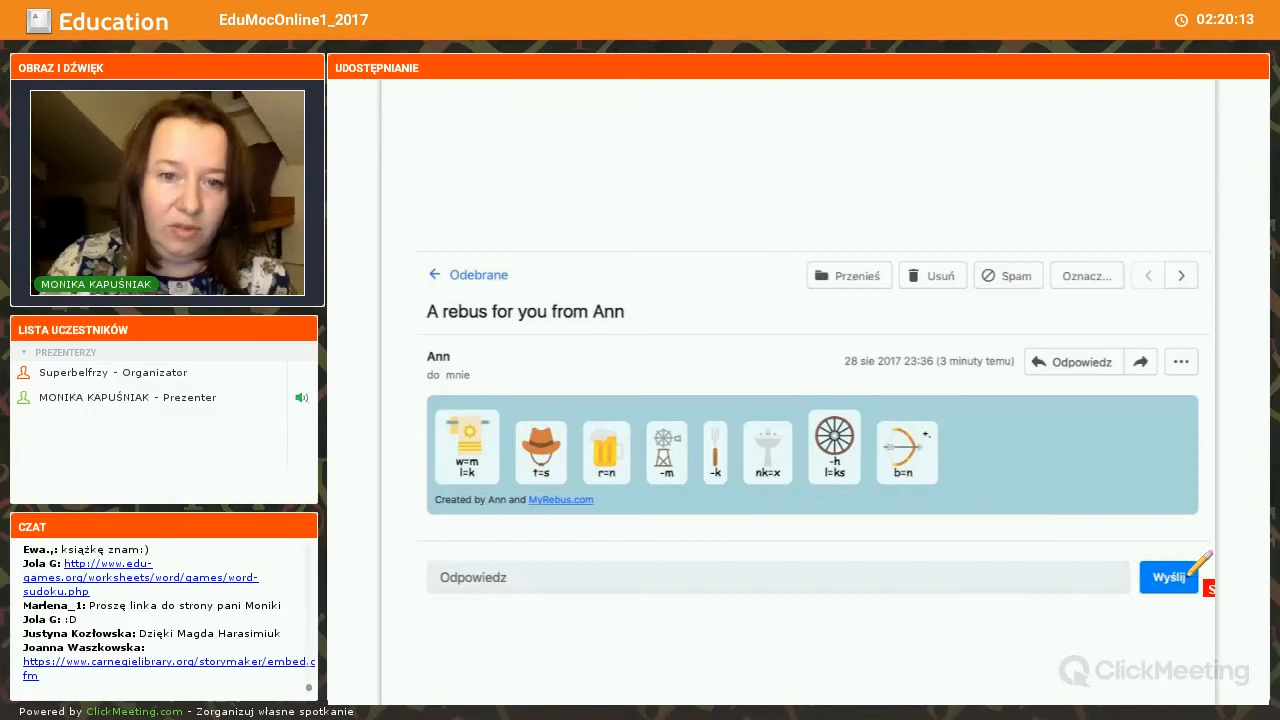 Education
EduMocOnline1_2017
02:20:13
OBRAZ I DŹWIĘK
MONIKA KAPUŚNIAK
LISTA UCZESTNIKÓW
PREZENTERZY
Superbelfrzy - Organizator
MONIKA KAPUŚNIAK - Prezenter
CZAT
Ewa.,: książkę znam:)
Jola G: http://www.edu-
games.org/worksheets/word/games/word-
sudoku.php
Marlena_1: Proszę linka do strony pani Moniki
Jola G: :D
Justyna Kozłowska: Dzięki Magda Harasimiuk
Joanna Waszkowska:
https://www.carnegielibrary.org/storymaker/embed.c
fm
Powered by ClickMeeting.com - Zorganizuj własne spotkanie
UDOSTĘPNIANIE
Odebrane
Przenieś
Usuń
Spam
Oznacz...
A rebus for you from Ann
Ann
do mnie
28 sie 2017 23:36 (3 minuty temu)
Odpowiedz
w=m
l=k
t=s
r=n
-m
-k
nk=x
-h
l=ks
b=n
Created by Ann and MyRebus.com
Odpowiedz
Wyślij
S
ClickMeeting